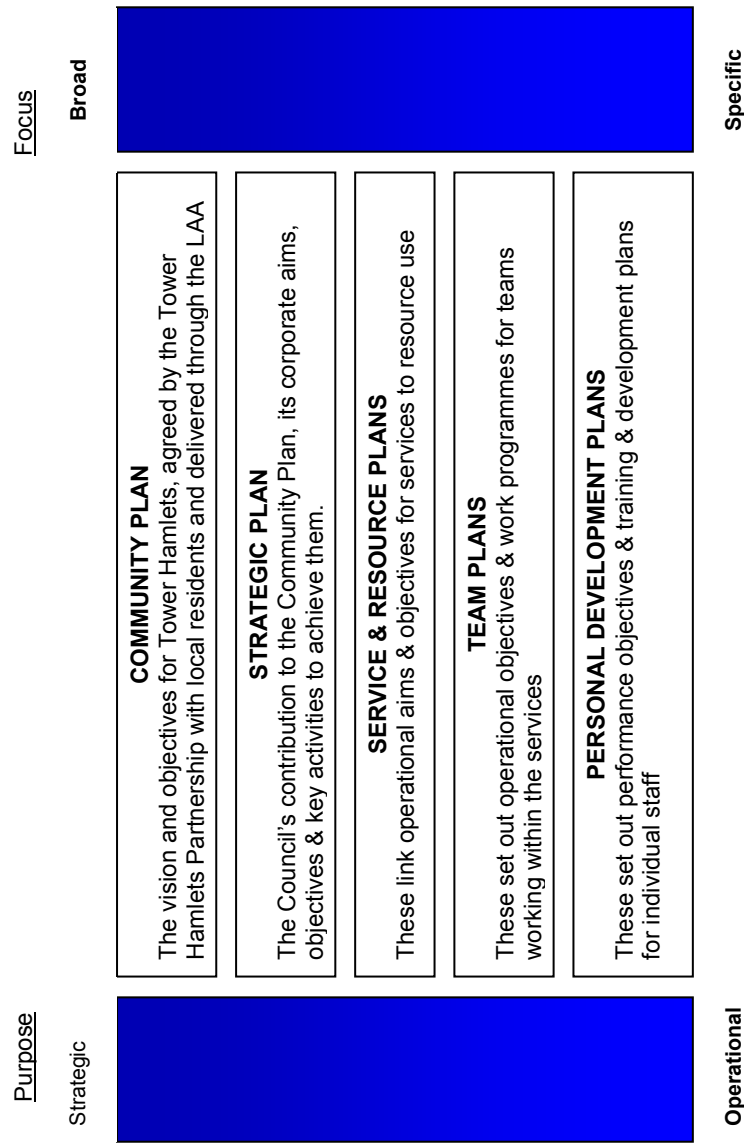 Purpose
Focus
Strategic
Broad
COMMUNITY PLAN
The vision and objectives for Tower Hamlets, agreed by the Tower
Hamlets Partnership with local residents and delivered through the LAA
STRATEGIC PLAN
The Council's contribution to the Community Plan, its corporate aims,
objectives & key activities to achieve them.
SERVICE & RESOURCE PLANS
These link operational aims & objectives for services to resource use
TEAM PLANS
These set out operational objectives & work programmes for teams
working within the services
PERSONAL DEVELOPMENT PLANS
These set out performance objectives & training & development plans
for individual staff
Operational
Specific